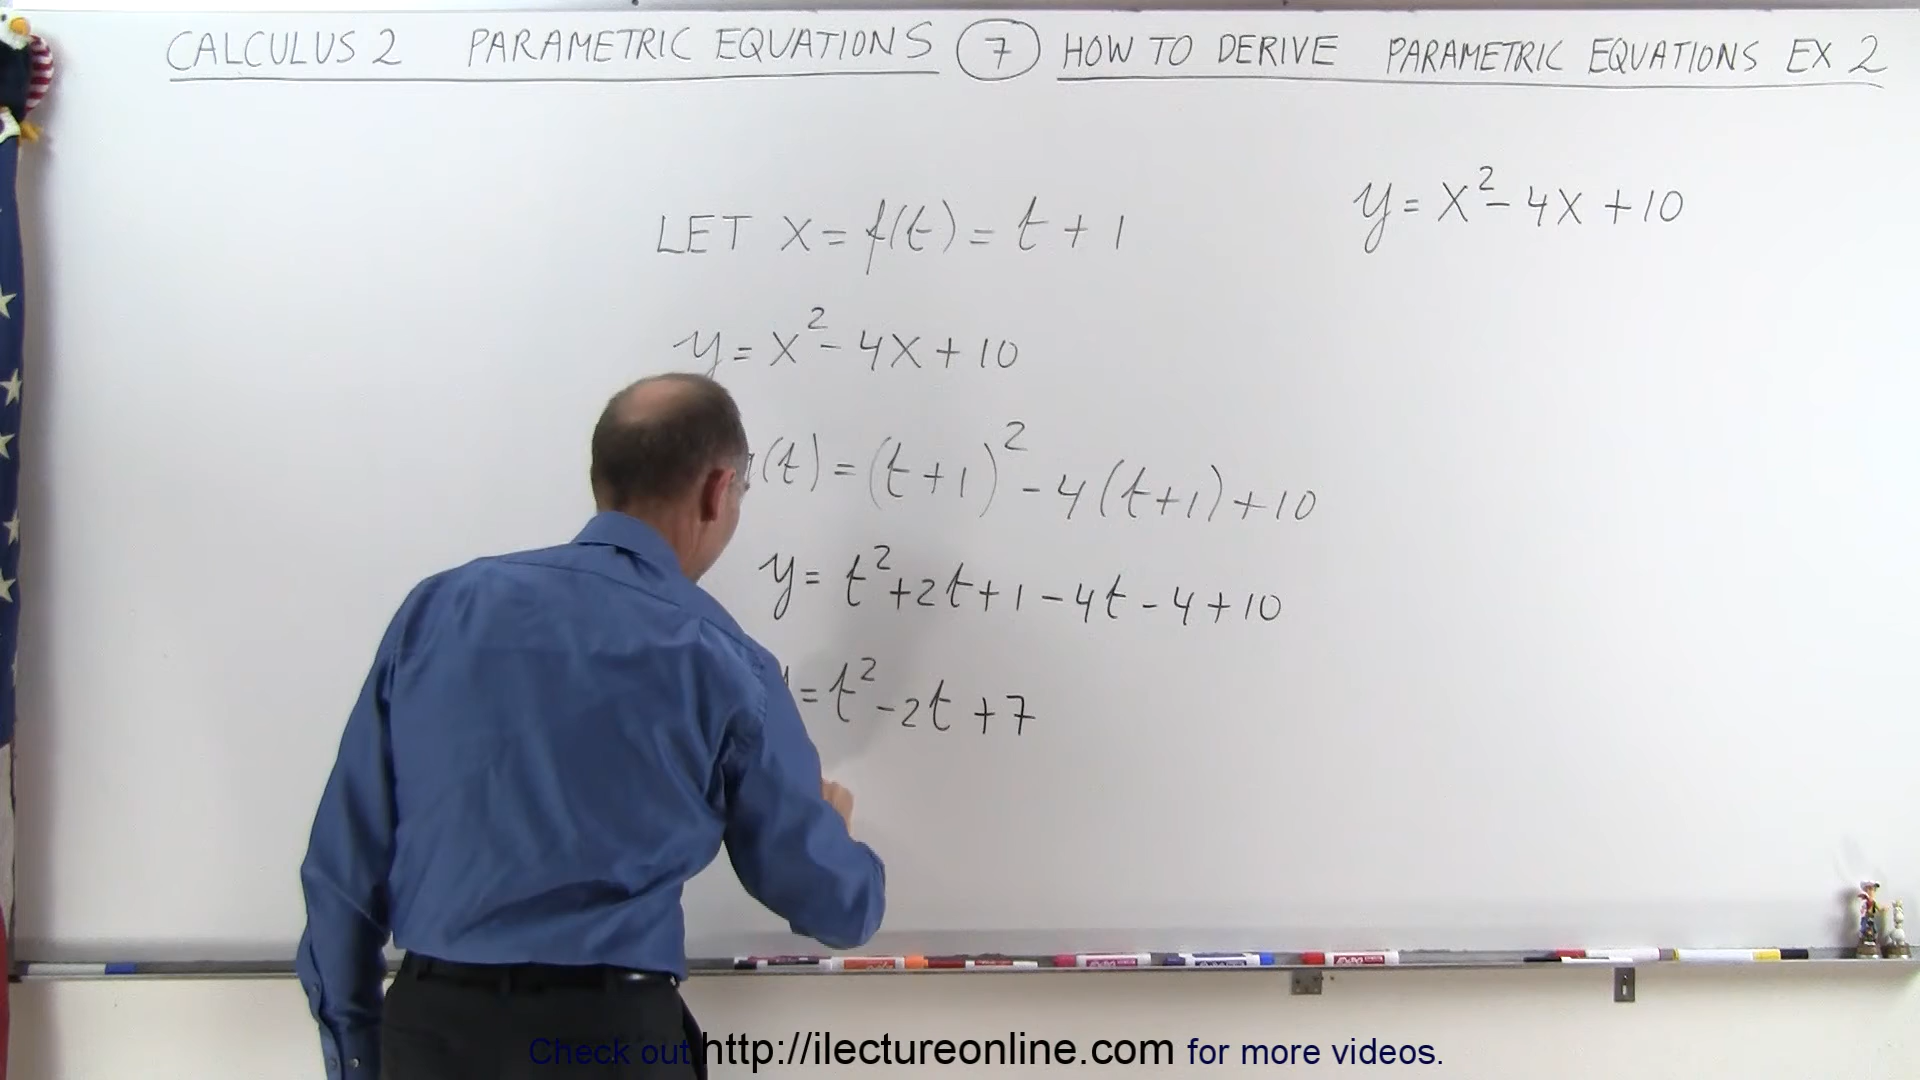 CALCULUS 2 PARAMETRIC EQUATIONS 7 HOW TO DERIVE PARAMETRIC EQUATIONS EX 2
y = x² - 4x + 10
LET x = f(t) = t + 1
y = x² - 4x + 10
(t) = (t+1)² - 4(t+1) + 10
y = t² + 2t + 1 - 4t - 4 + 10
= t² - 2t + 7
Check out http://ilectureonline.com for more videos.